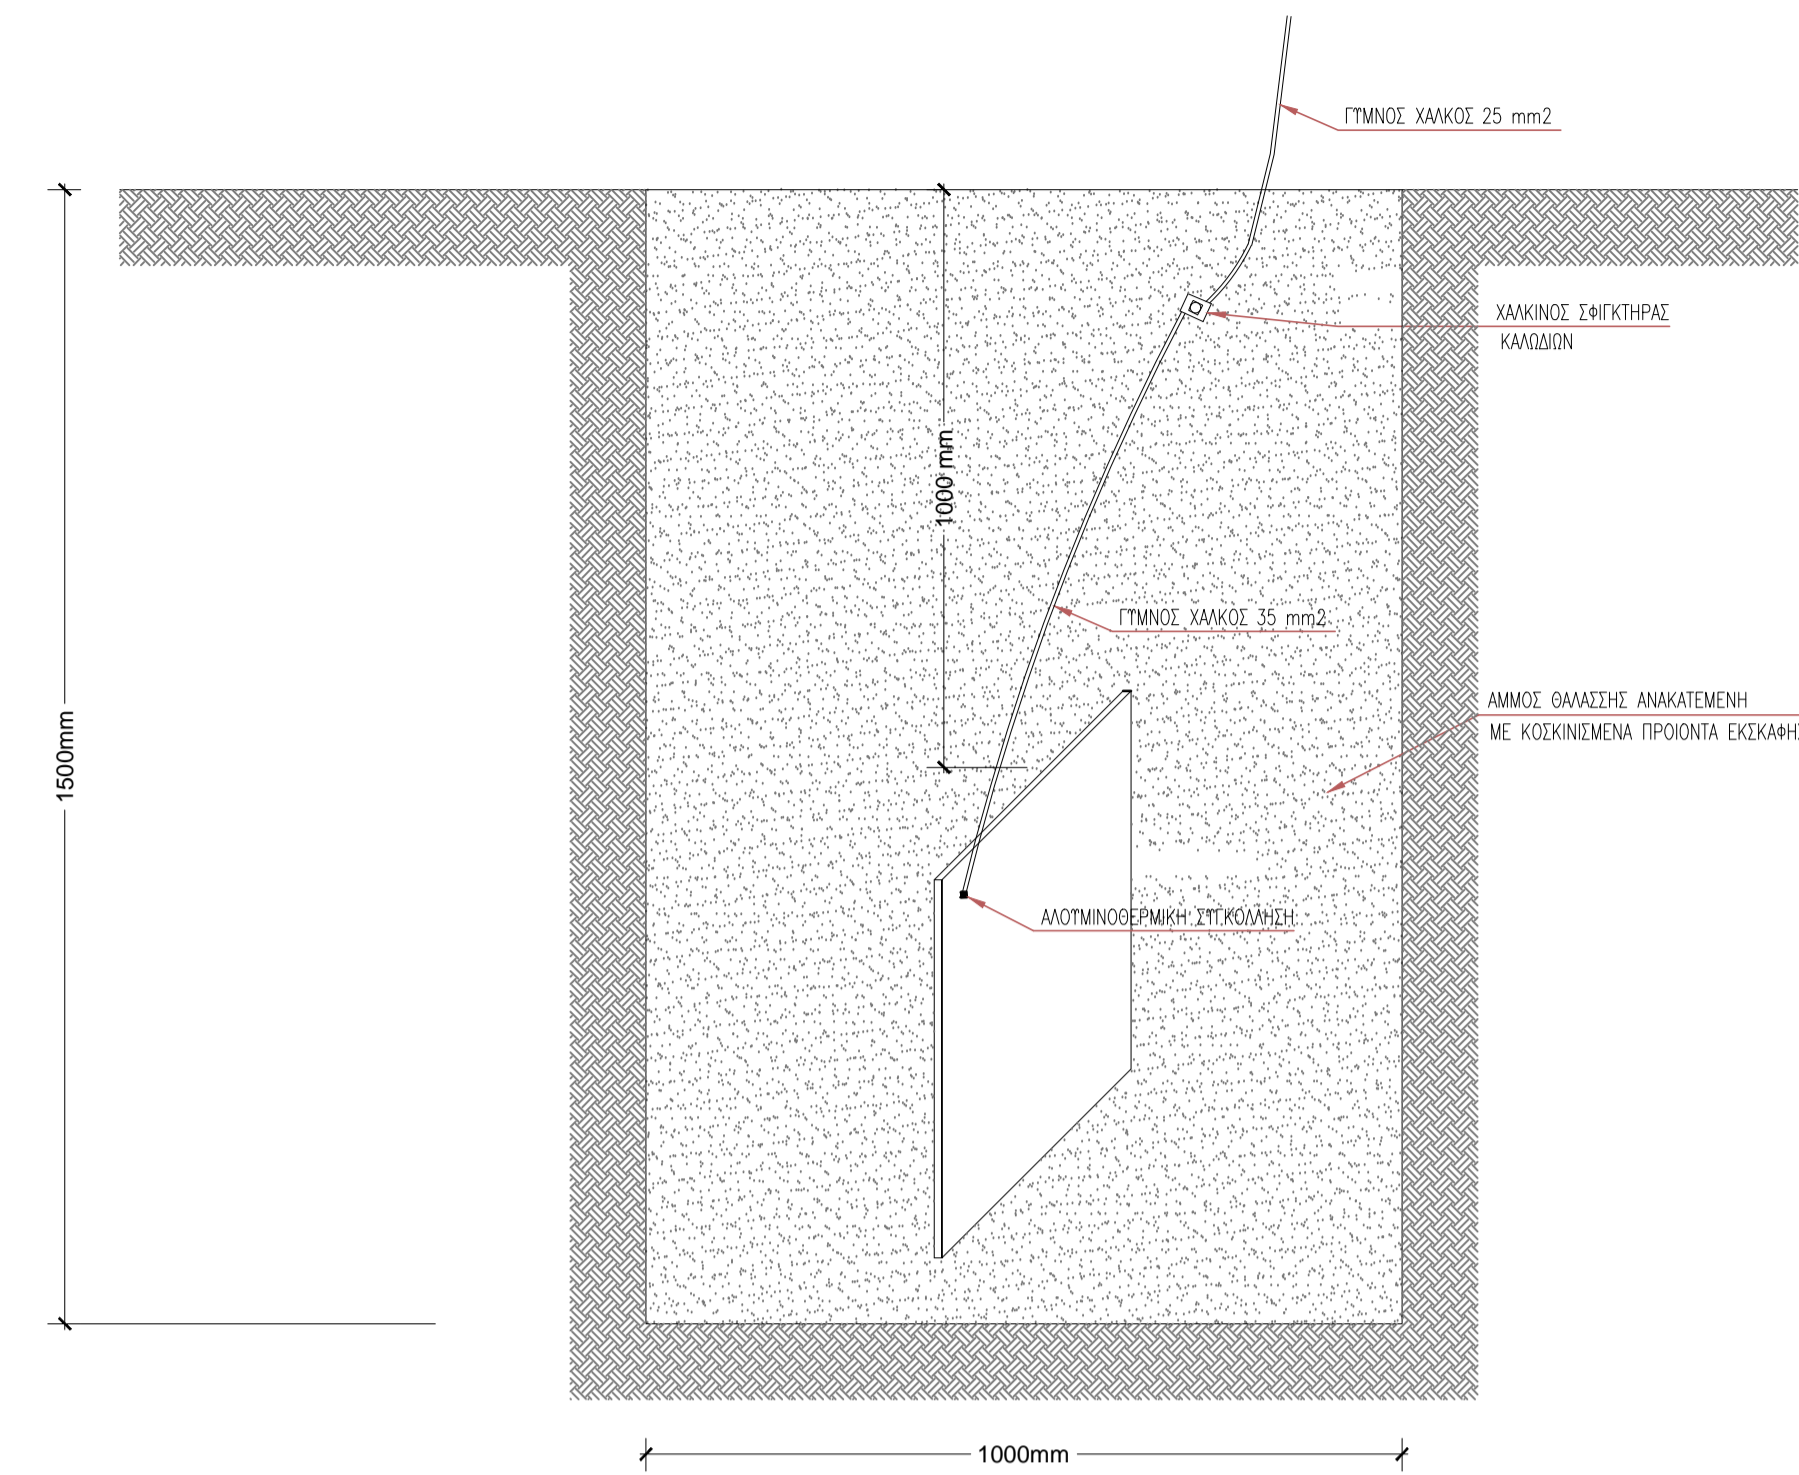 ΓΥΜΝΟΣ ΧΑΛΚΟΣ 25 mm2
ΧΑΛΚΙΝΟΣ ΣΦΙΓΚΤΗΡΑΣ
ΚΑΛΩΔΙΩΝ
1000 mm
ΓΥΜΝΟΣ ΧΑΛΚΟΣ 35 mm2
ΑΜΜΟΣ ΘΑΛΑΣΣΗΣ ΑΝΑΚΑΤΕΜΕΝΗ
ΜΕ ΚΟΣΚΙΝΙΣΜΕΝΑ ΠΡΟΙΟΝΤΑ ΕΚΣΚΑΦΗΣ
1500mm
ΑΛΟΥΜΙΝΟΘΕΡΜΙΚΗ ΣΥΓΚΟΛΛΗΣΗ
1000mm